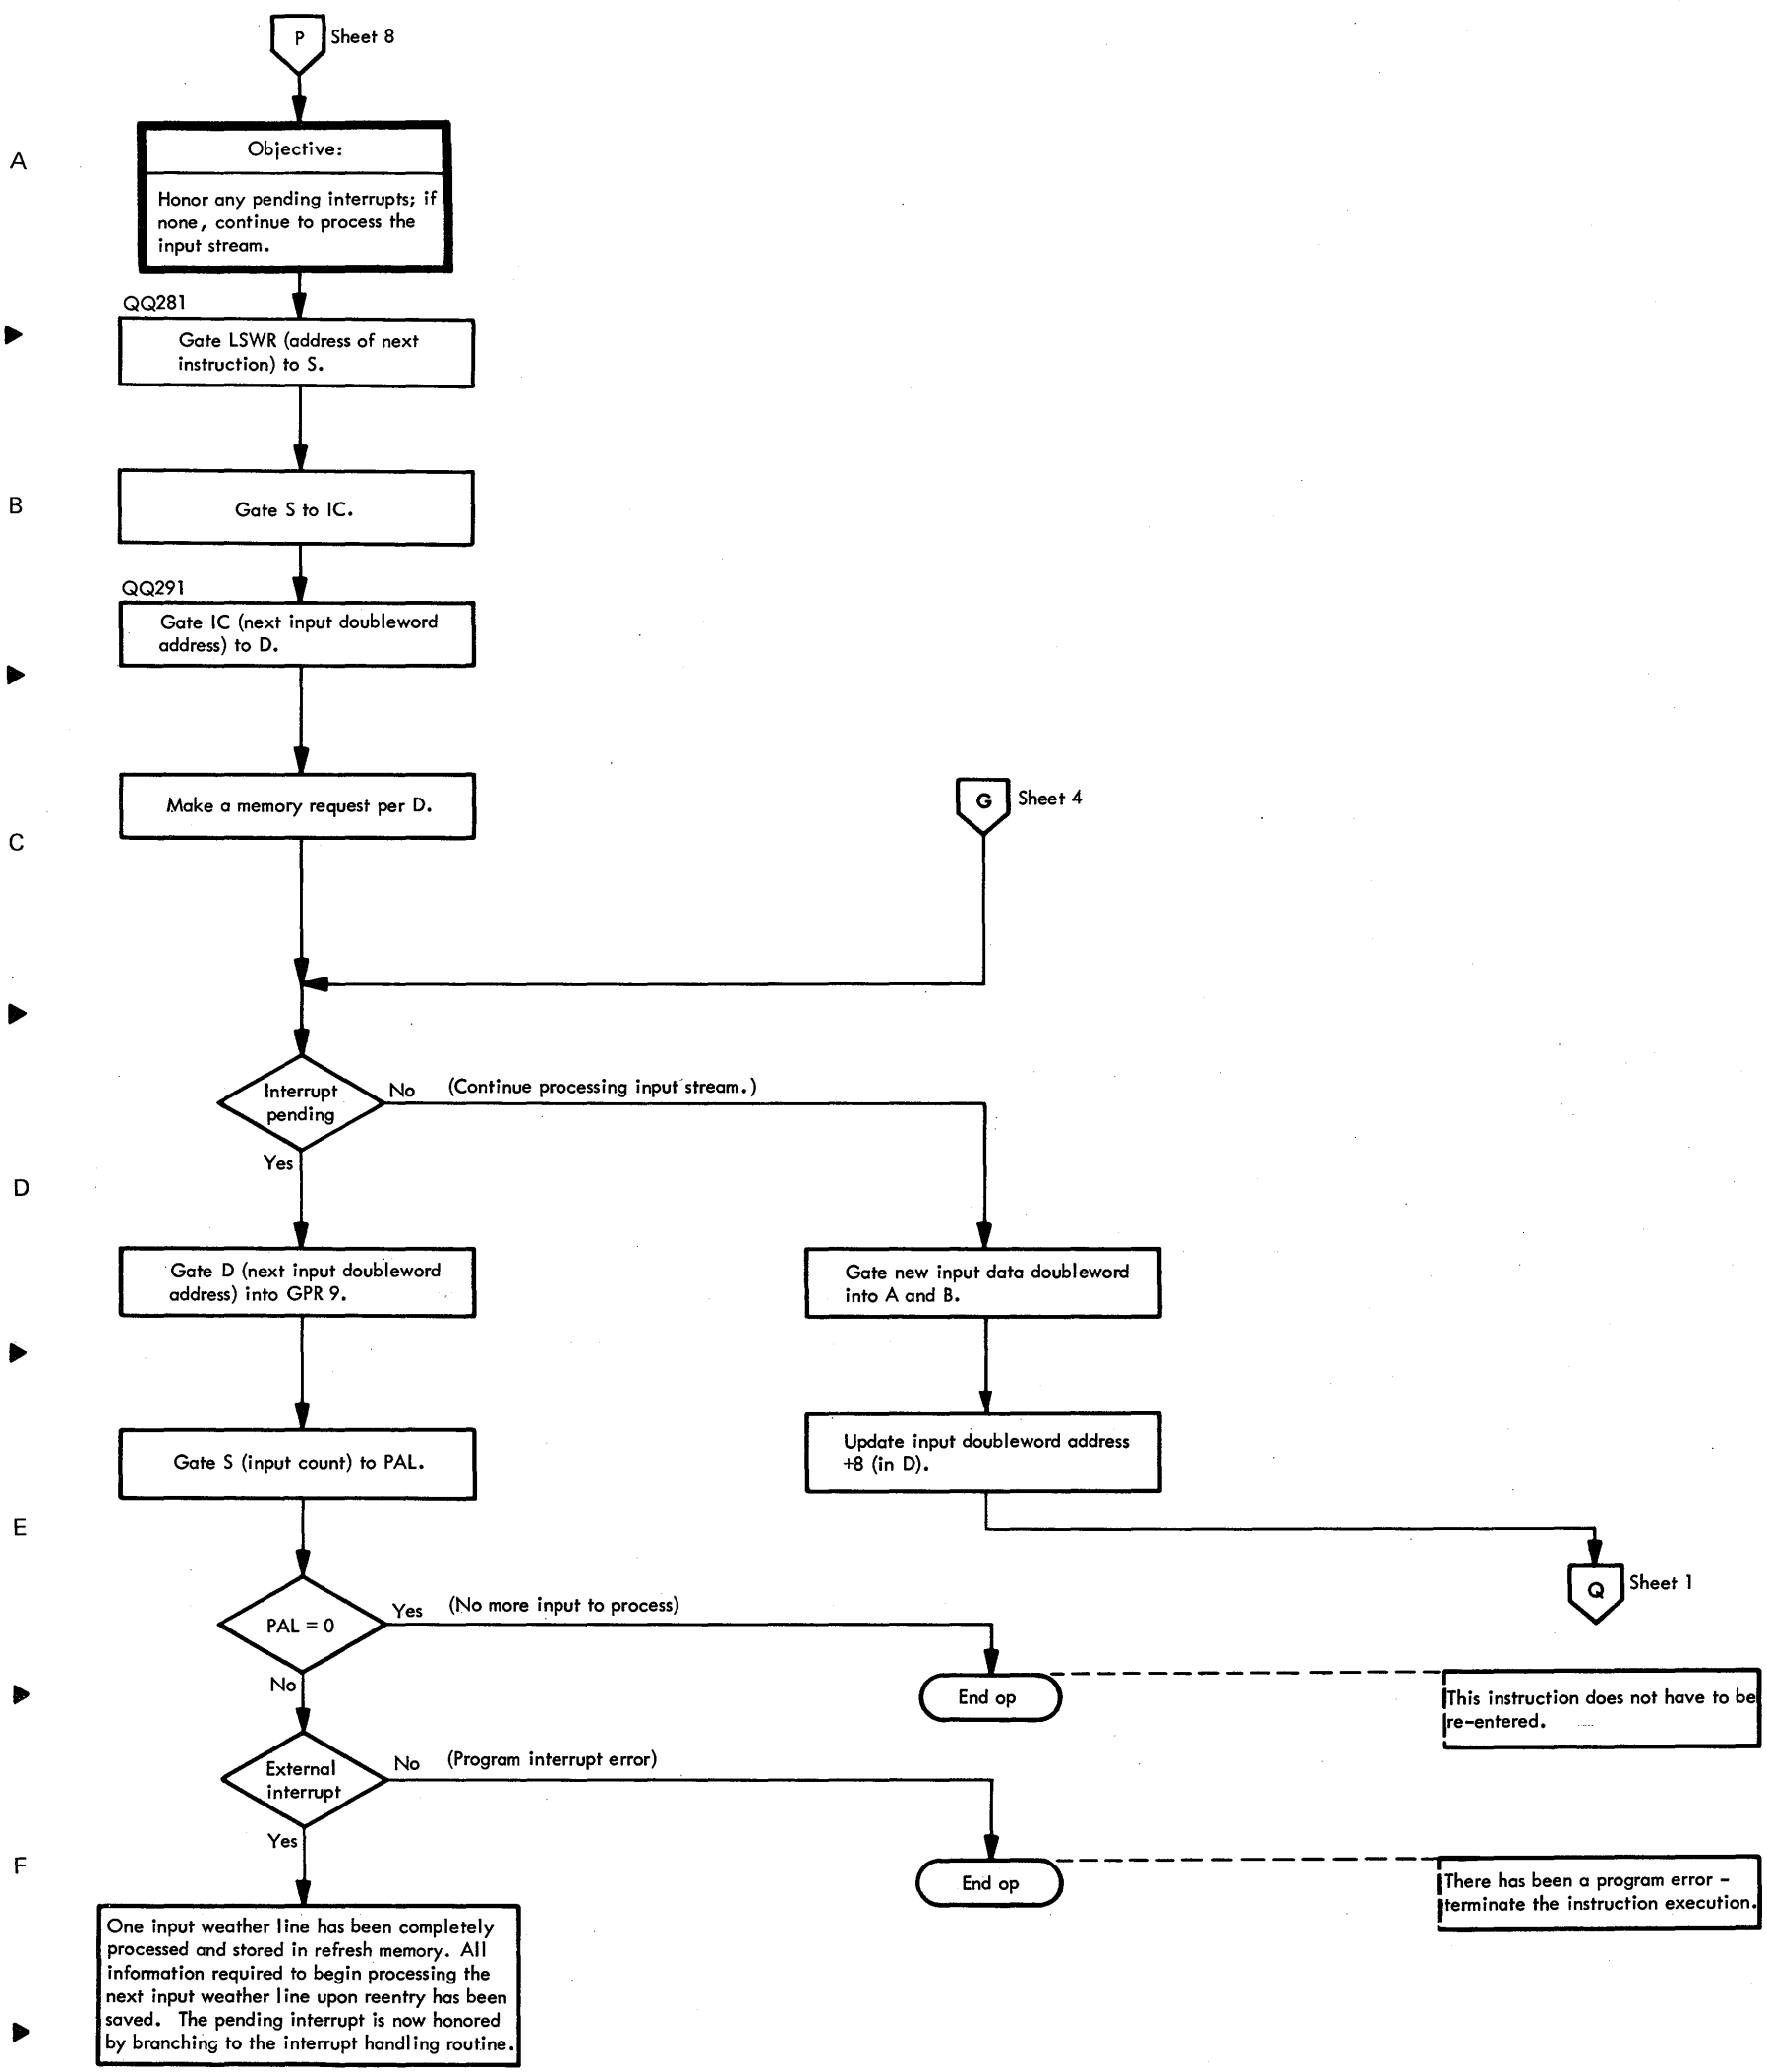 P Sheet 8
A
Objective:
Honor any pending interrupts; if
none, continue to process the
input stream.
QQ281
Gate LSWR (address of next
instruction) to S.
B
Gate S to IC.
QQ291
Gate IC (next input doubleword
address) to D.
Make a memory request per D.
G Sheet 4
C
Interrupt
pending
No (Continue processing input stream.)
Yes
D
Gate D (next input doubleword
address) into GPR 9.
Gate new input data doubleword
into A and B.
Gate S (input count) to PAL.
Update input doubleword address
+8 (in D).
E
Q Sheet 1
PAL = 0
Yes (No more input to process)
No
End op
This instruction does not have to be
re-entered.
External
interrupt
No (Program interrupt error)
Yes
F
End op
There has been a program error -
terminate the instruction execution.
One input weather line has been completely
processed and stored in refresh memory. All
information required to begin processing the
next input weather line upon reentry has been
saved. The pending interrupt is now honored
by branching to the interrupt handling routine.